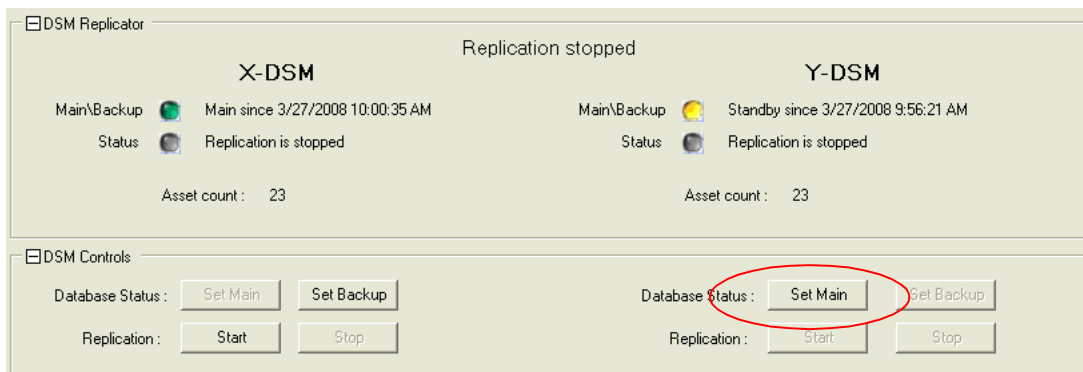 DSM Replicator
Replication stopped
X-DSM
Y-DSM
Main\Backup Main since 3/27/2008 10:00:35 AM
Main\Backup Standby since 3/27/2008 9:56:21 AM
Status Replication is stopped
Status Replication is stopped
Asset count : 23
Asset count : 23
DSM Controls
Database Status : Set Main Set Backup
Database Status : Set Main Set Backup
Replication : Start Stop
Replication : Start Stop